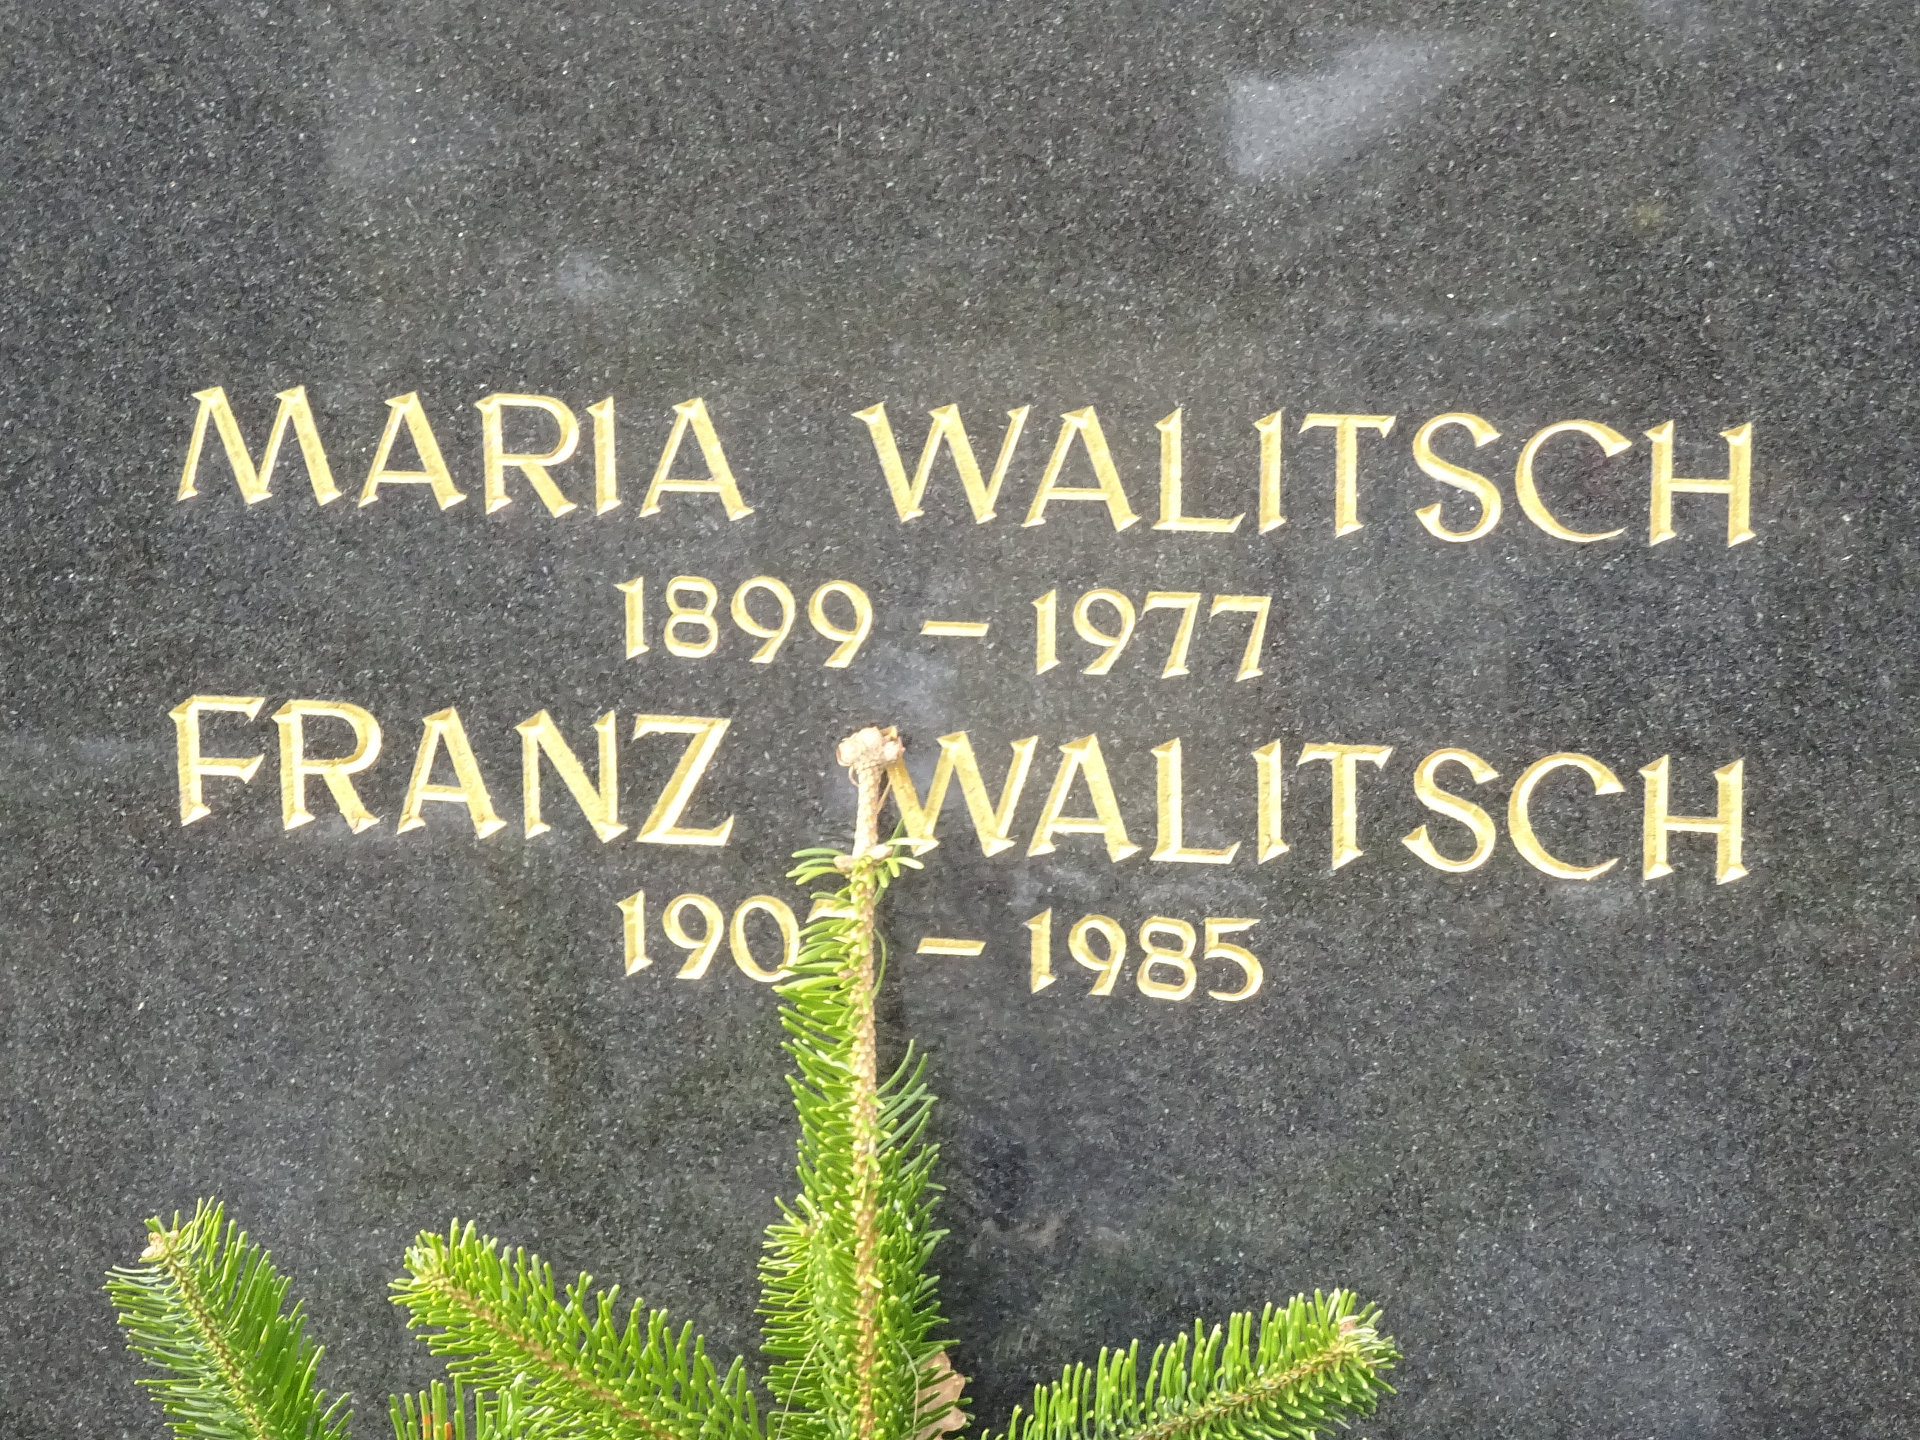 MARIA WALITSCH
1899 – 1977
FRANZ WALITSCH
– 1985